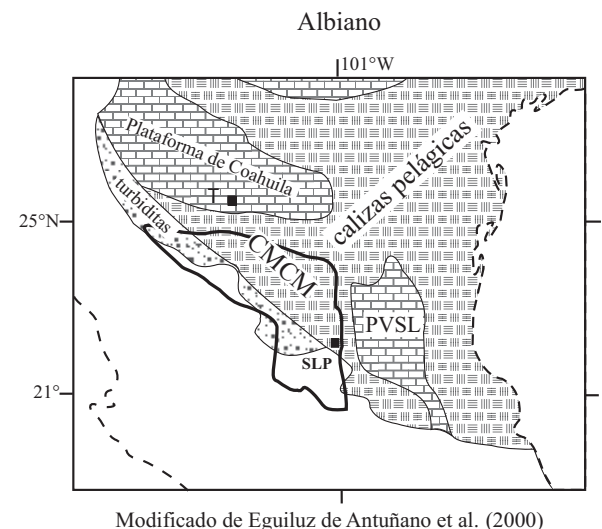 Albiano
101°W
Plataforma de Coahuila
T
turbiditas
calizas pelágicas
25°N
CMCM
PVSL
SLP
21°
Modificado de Eguiluz de Antuñano et al. (2000)